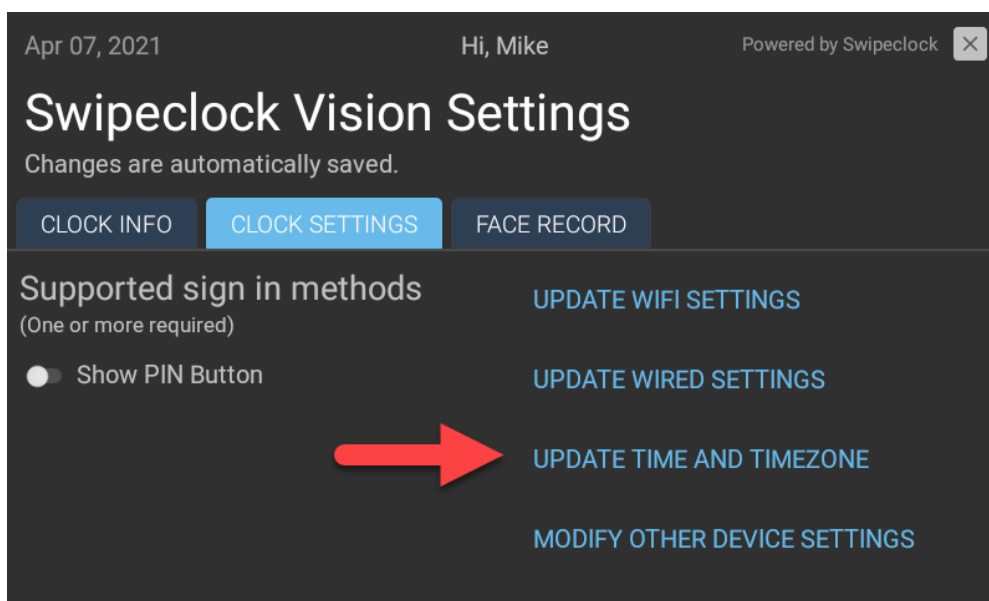 Apr 07, 2021
Hi, Mike
Powered by Swipeclock
Swipeclock Vision Settings
Changes are automatically saved.
CLOCK INFO
CLOCK SETTINGS
FACE RECORD
Supported sign in methods
(One or more required)
Show PIN Button
UPDATE WIFI SETTINGS
UPDATE WIRED SETTINGS
UPDATE TIME AND TIMEZONE
MODIFY OTHER DEVICE SETTINGS